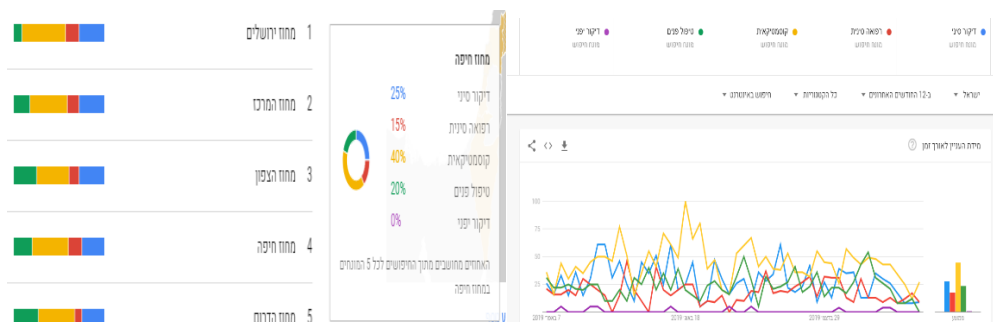 דיקור סיני
מונח חיפוש
רפואה סינית
מונח חיפוש
קוסמטיקאית
מונח חיפוש
טיפול פנים
מונח חיפוש
דיקור יפני
מונח חיפוש
ישראל
ב-12 החודשים האחרונים
כל הקטגוריות
חיפוש באינטרנט
מידת העניין לאורך זמן
100
75
50
25
ממוצע
מחוז חיפה
דיקור סיני 25%
רפואה סינית 15%
קוסמטיקאית 40%
טיפול פנים 20%
דיקור יפני 0%
האחוזים מחושבים מתוך החיפושים לכל 5 המונחים
במחוז חיפה
1 מחוז ירושלים
2 מחוז המרכז
3 מחוז הצפון
4 מחוז חיפה
5 מחוז הדרום